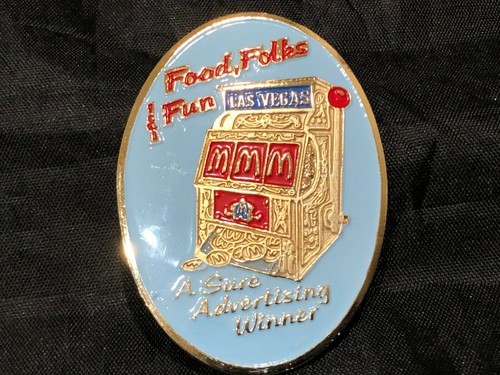 Food, Folks
& Fun
LAS VEGAS
M M M
M
A Sure
Advertising
Winner